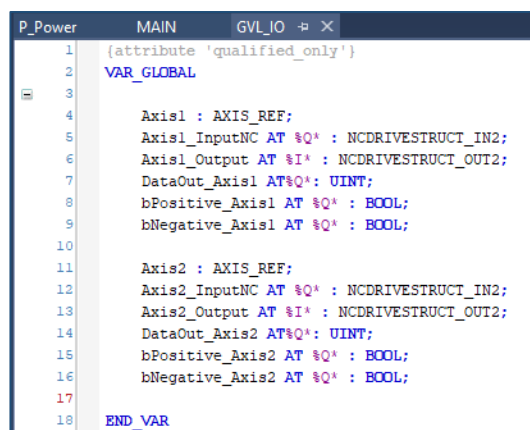 P_Power MAIN GVL_IO
1 {attribute 'qualified_only'}
2 VAR_GLOBAL
3
4 Axis1 : AXIS_REF;
5 Axis1_InputNC AT %Q* : NCDRIVESTRUCT_IN2;
6 Axis1_Output AT %I* : NCDRIVESTRUCT_OUT2;
7 DataOut_Axis1 AT%Q*: UINT;
8 bPositive_Axis1 AT %Q* : BOOL;
9 bNegative_Axis1 AT %Q* : BOOL;
10
11 Axis2 : AXIS_REF;
12 Axis2_InputNC AT %Q* : NCDRIVESTRUCT_IN2;
13 Axis2_Output AT %I* : NCDRIVESTRUCT_OUT2;
14 DataOut_Axis2 AT%Q*: UINT;
15 bPositive_Axis2 AT %Q* : BOOL;
16 bNegative_Axis2 AT %Q* : BOOL;
17
18 END_VAR